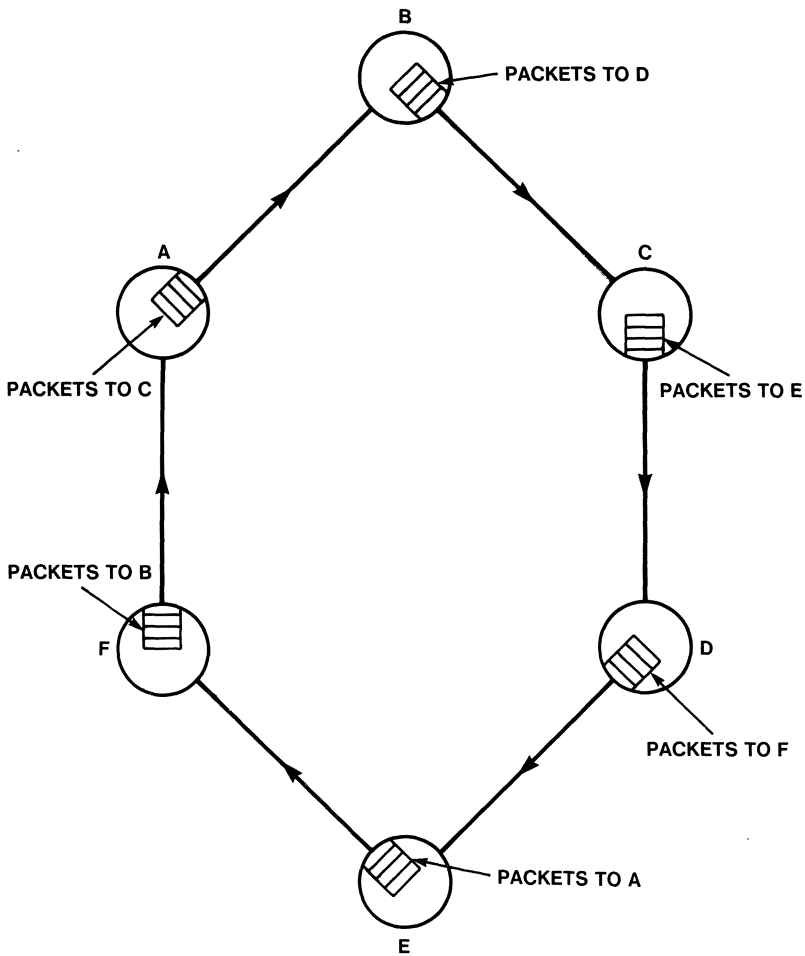 B
PACKETS TO D
A
C
PACKETS TO C
PACKETS TO E
PACKETS TO B
F
D
PACKETS TO F
PACKETS TO A
E